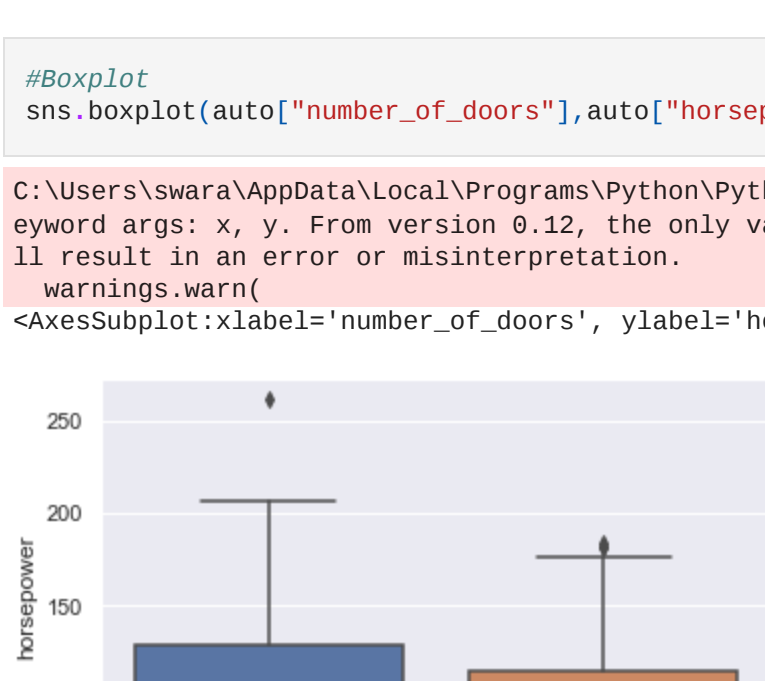 #Boxplot
sns.boxplot(auto["number_of_doors"],auto["horsep
C:\Users\swara\AppData\Local\Programs\Python\Pyt
eyword args: x, y. From version 0.12, the only va
ll result in an error or misinterpretation.
  warnings.warn(
<AxesSubplot:xlabel='number_of_doors', ylabel='h
250
200
150
horsepower